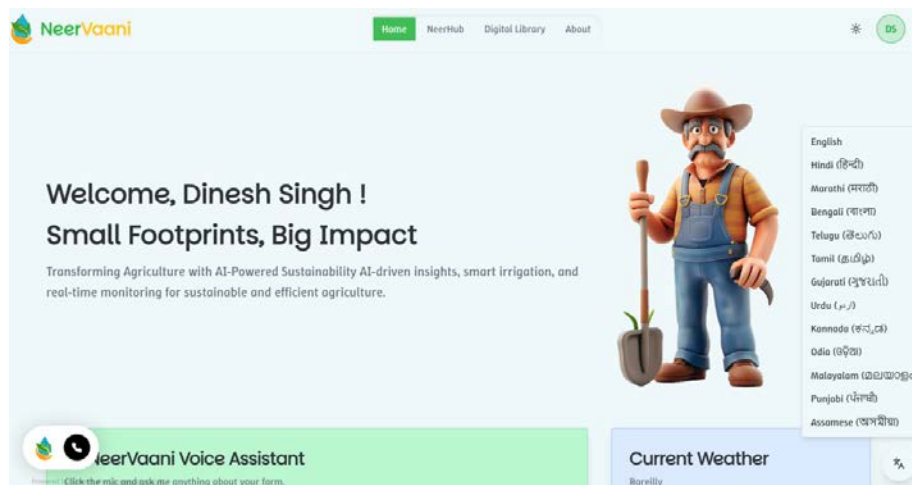 NeerVaani
Home NeerHub Digital Library About
DS
English
Hindi (हिन्दी)
Marathi (मराठी)
Bengali (বাংলা)
Telugu (తెలుగు)
Tamil (தமிழ்)
Gujarati (ગુજરાતી)
Urdu (اردو)
Kannada (ಕನ್ನಡ)
Odia (ଓଡ଼ିଆ)
Malayalam (മലയാളം
Punjabi (ਪੰਜਾਬੀ)
Assamese (অসমীয়া)
Welcome, Dinesh Singh !
Small Footprints, Big Impact
Transforming Agriculture with AI-Powered Sustainability AI-driven insights, smart irrigation, and
real-time monitoring for sustainable and efficient agriculture.
NeerVaani Voice Assistant
Click the mic and ask me anything about your farm.
Current Weather
Bareilly